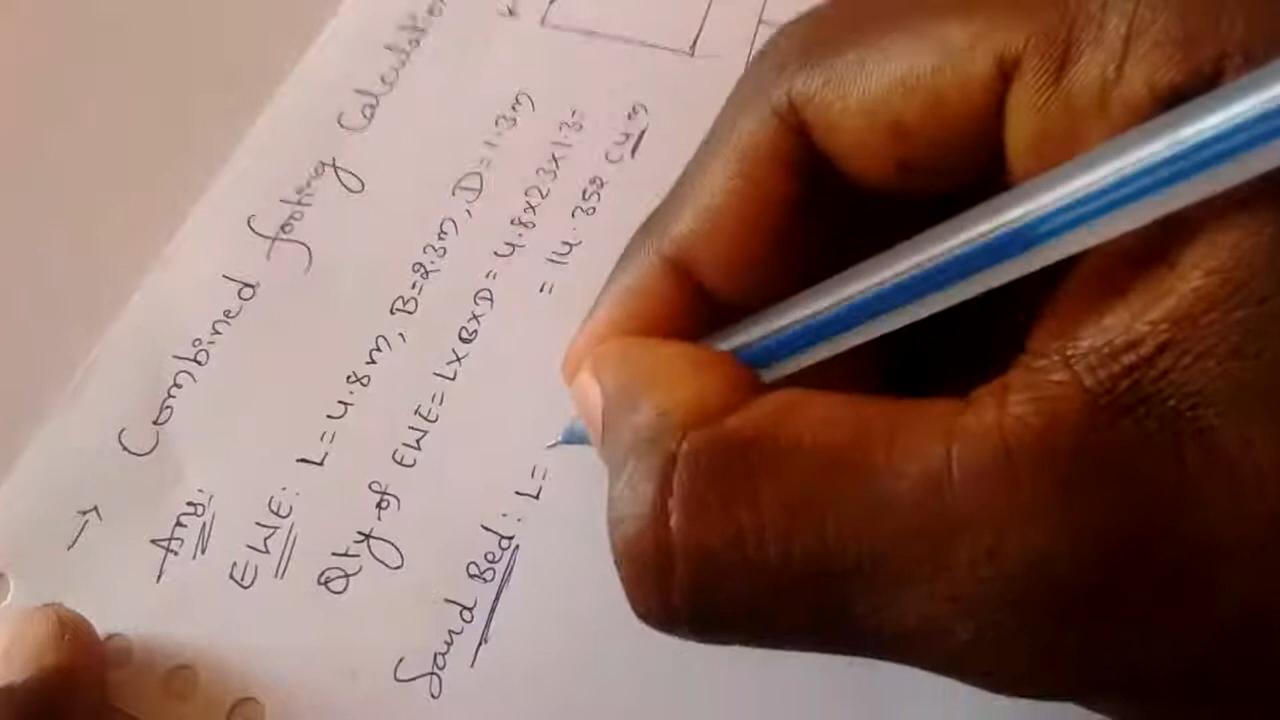 → Combined footing Calculation
Ans:
EWE: L=4.8m, B=2.3m, D=1.3m
Qty of EWE= LXBXD= 4.8x2.3x1.3=
= 14.352 cum
Sand Bed: L=